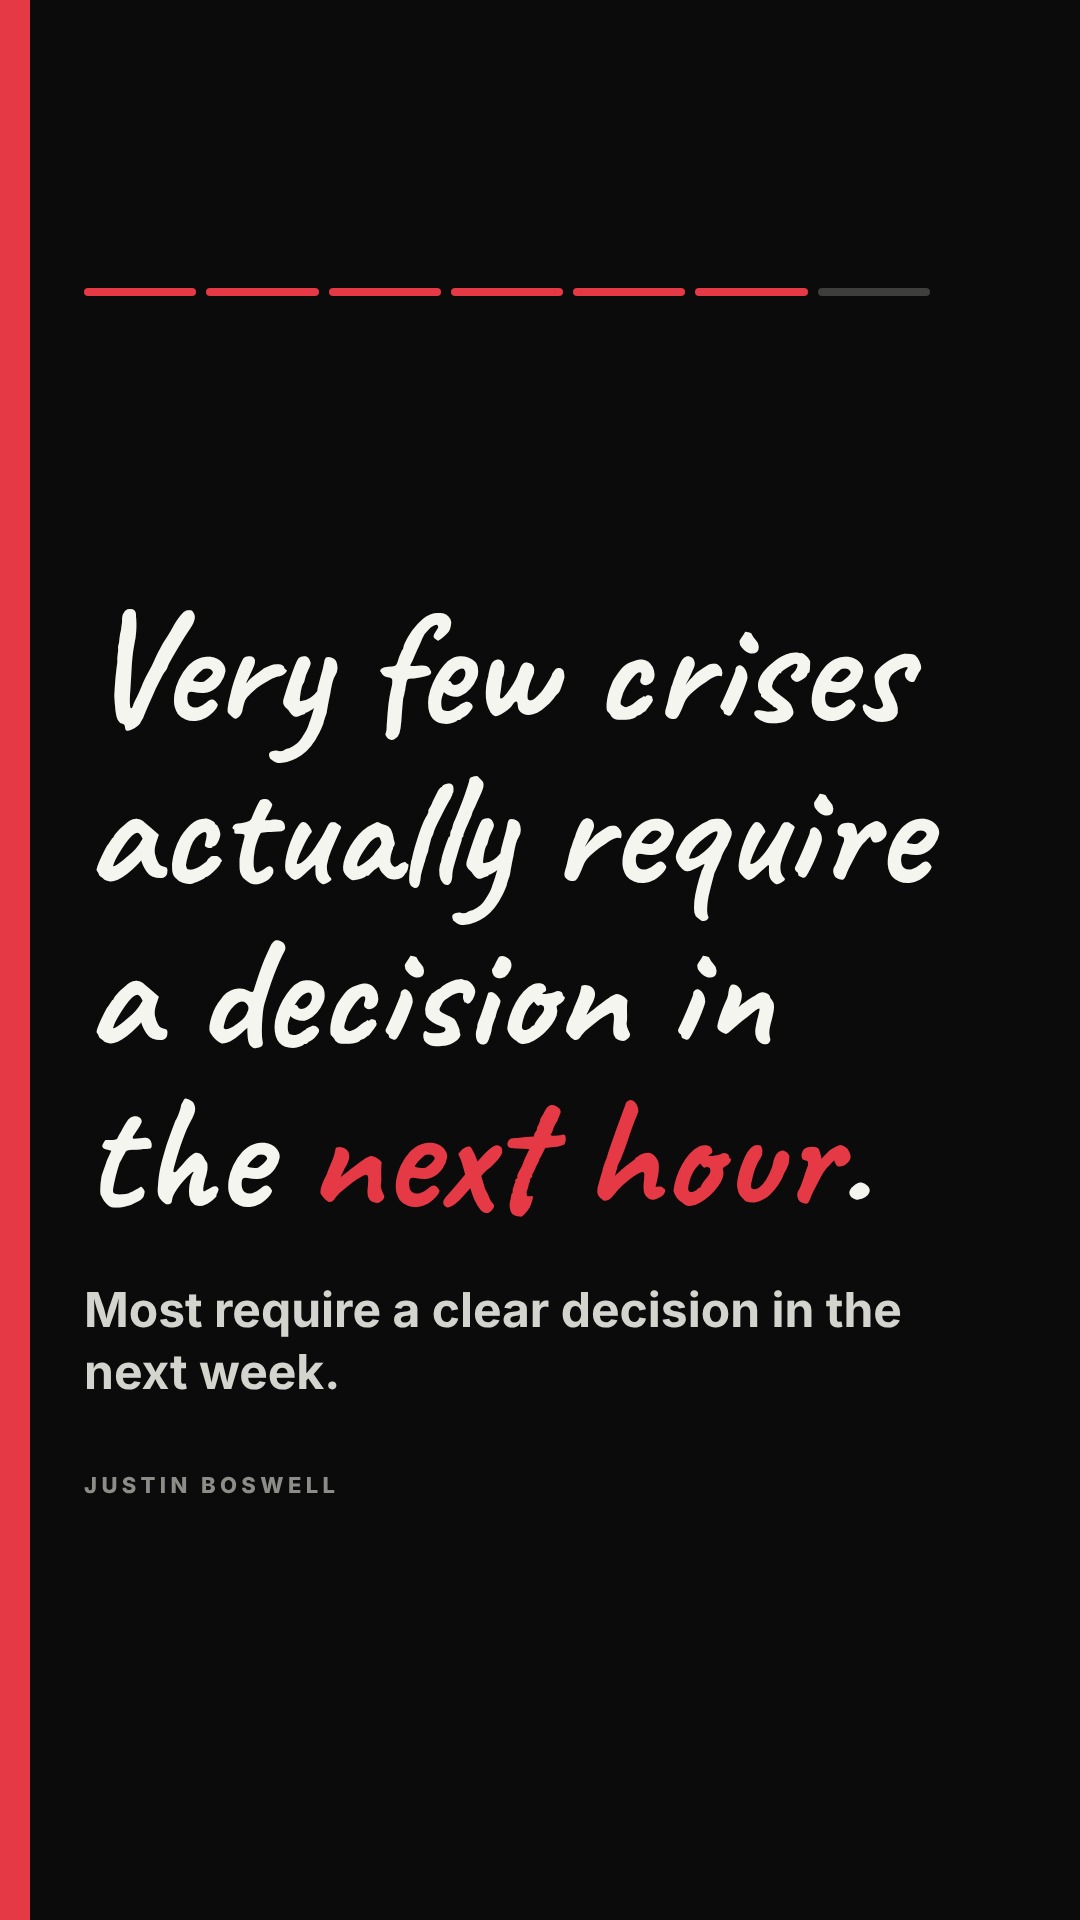 Very few crises
actually require
a decision in
the next hour.
Most require a clear decision in the
next week.
JUSTIN BOSWELL